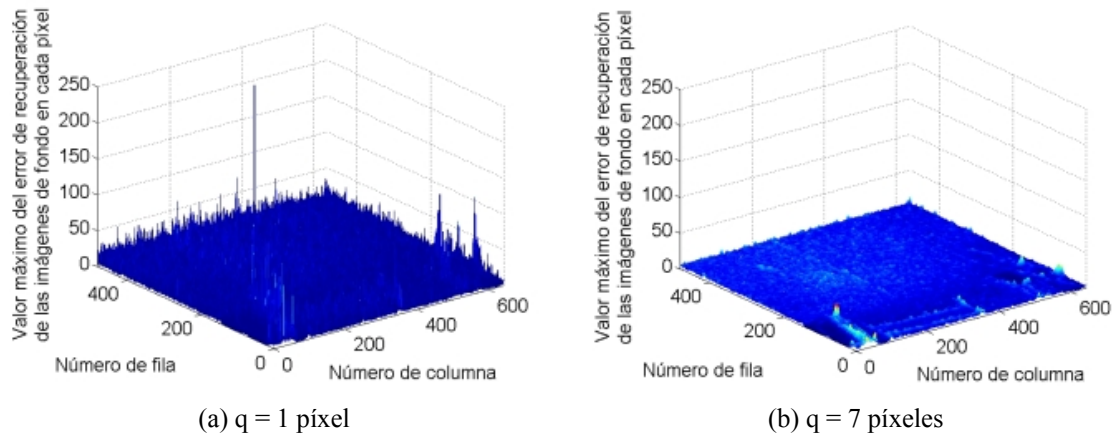 Valor máximo del error de recuperación
de las imágenes de fondo en cada píxel
250
200
150
100
50
0
400
200
0
0
200
400
600
Número de fila
Número de columna
(a) q = 1 píxel
Valor máximo del error de recuperación
de las imágenes de fondo en cada píxel
250
200
150
100
50
0
400
200
0
0
200
400
600
Número de fila
Número de columna
(b) q = 7 píxeles